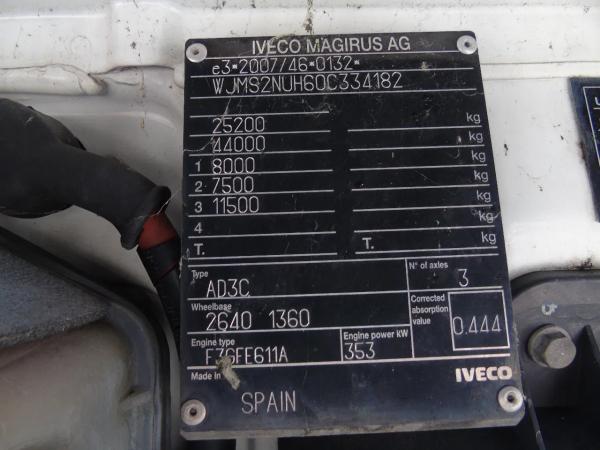 IVECO MAGIRUS AG
e3*2007/46*0132*
WJMS2NUH60C334182
25200 kg
44000 kg
1 8000 kg
2 7500 kg
3 11500 kg
4 kg
T. T. kg
Type N° of axles
AD3C 3
Wheelbase Corrected absorption value
2640 1360 0.444
Engine type Engine power KW
F3GFE611A 353
Made in IVECO
SPAIN